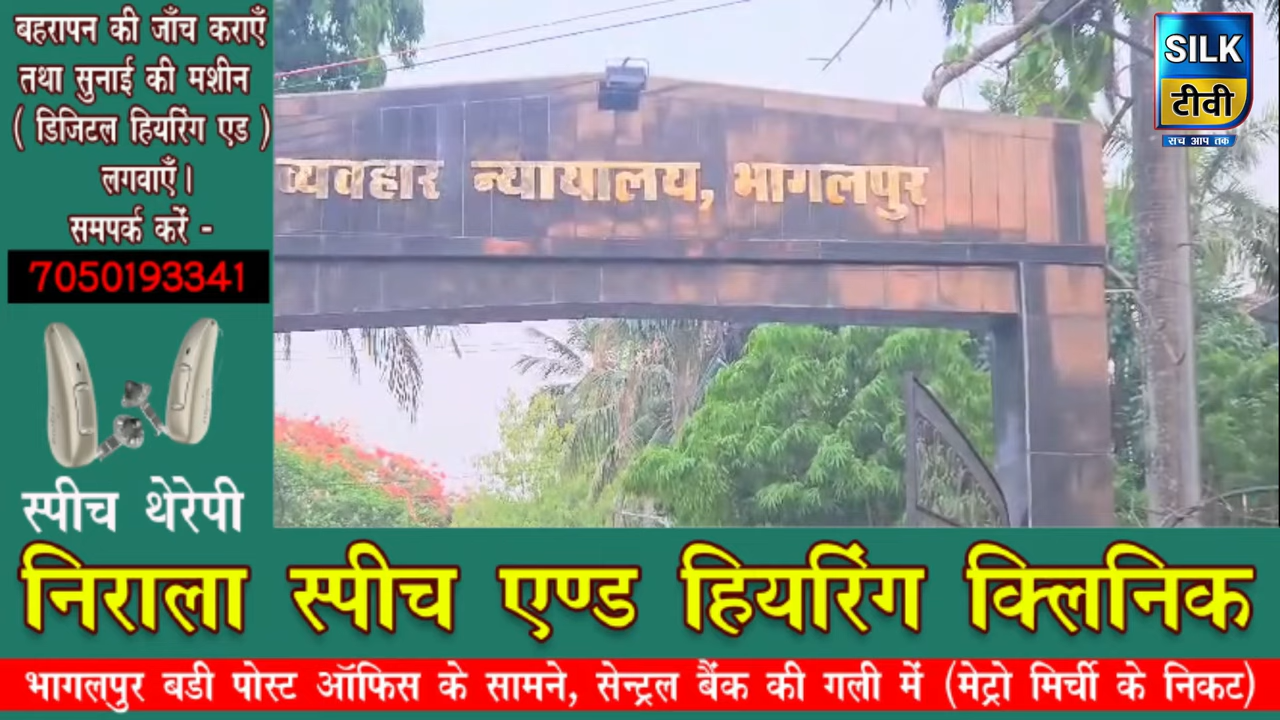 बहरापन की जाँच कराएँ
तथा सुनाई की मशीन
( डिजिटल हियरिंग एड )
लगवाएँ।
समपर्क करें -
7050193341
स्पीच थेरेपी
व्यवहार न्यायालय, भागलपुर
SILK
टीवी
सच आप तक
निराला स्पीच एण्ड हियरिंग क्लिनिक
भागलपुर बडी पोस्ट ऑफिस के सामने, सेन्ट्रल बैंक की गली में (मेट्रो मिर्ची के निकट)